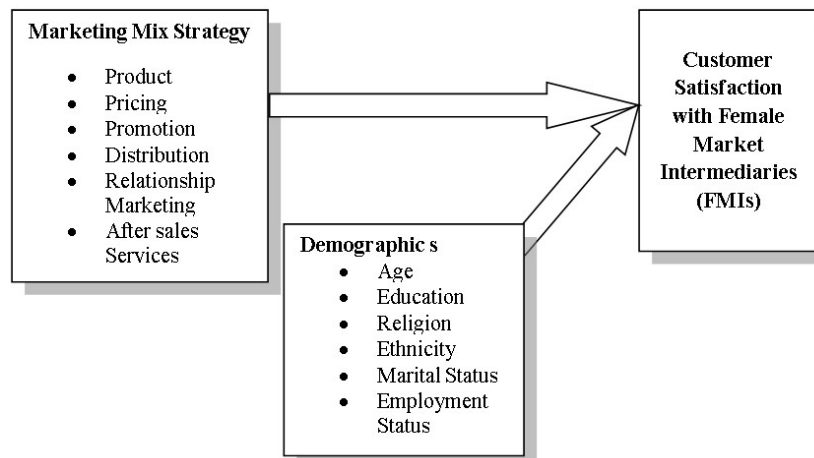 Marketing Mix Strategy
• Product
• Pricing
• Promotion
• Distribution
• Relationship
Marketing
• After sales
Services
Demographic s
• Age
• Education
• Religion
• Ethnicity
• Marital Status
• Employment
Status
Customer
Satisfaction
with Female
Market
Intermediaries
(FMIs)